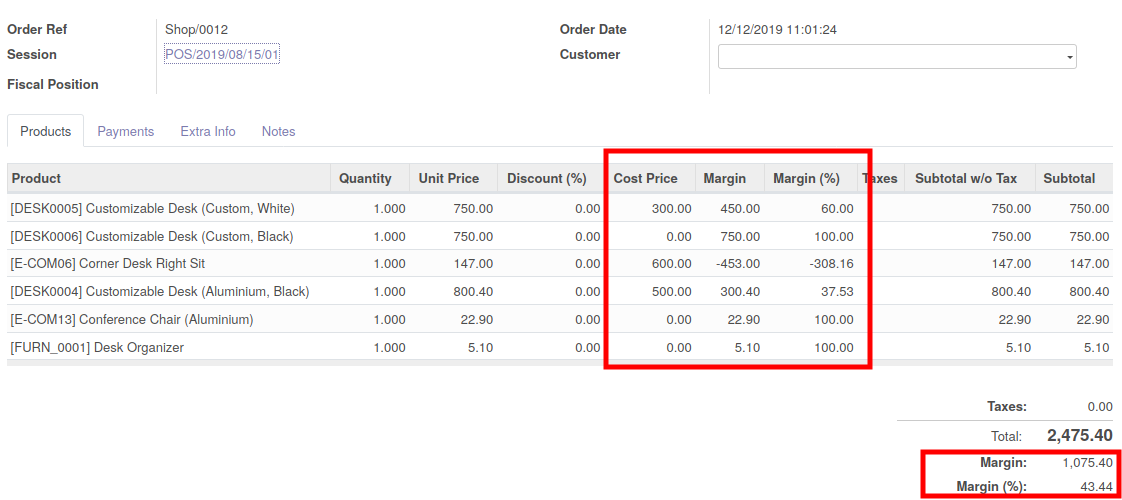 Order Ref Shop/0012 Order Date 12/12/2019 11:01:24
Session POS/2019/08/15/01 Customer
Fiscal Position
Products Payments Extra Info Notes
Product Quantity Unit Price Discount (%) Cost Price Margin Margin (%) Taxes Subtotal w/o Tax Subtotal
[DESK0005] Customizable Desk (Custom, White) 1.000 750.00 0.00 300.00 450.00 60.00 750.00 750.00
[DESK0006] Customizable Desk (Custom, Black) 1.000 750.00 0.00 0.00 750.00 100.00 750.00 750.00
[E-COM06] Corner Desk Right Sit 1.000 147.00 0.00 600.00 -453.00 -308.16 147.00 147.00
[DESK0004] Customizable Desk (Aluminium, Black) 1.000 800.40 0.00 500.00 300.40 37.53 800.40 800.40
[E-COM13] Conference Chair (Aluminium) 1.000 22.90 0.00 0.00 22.90 100.00 22.90 22.90
[FURN_0001] Desk Organizer 1.000 5.10 0.00 0.00 5.10 100.00 5.10 5.10
Taxes: 0.00
Total: 2,475.40
Margin: 1,075.40
Margin (%): 43.44